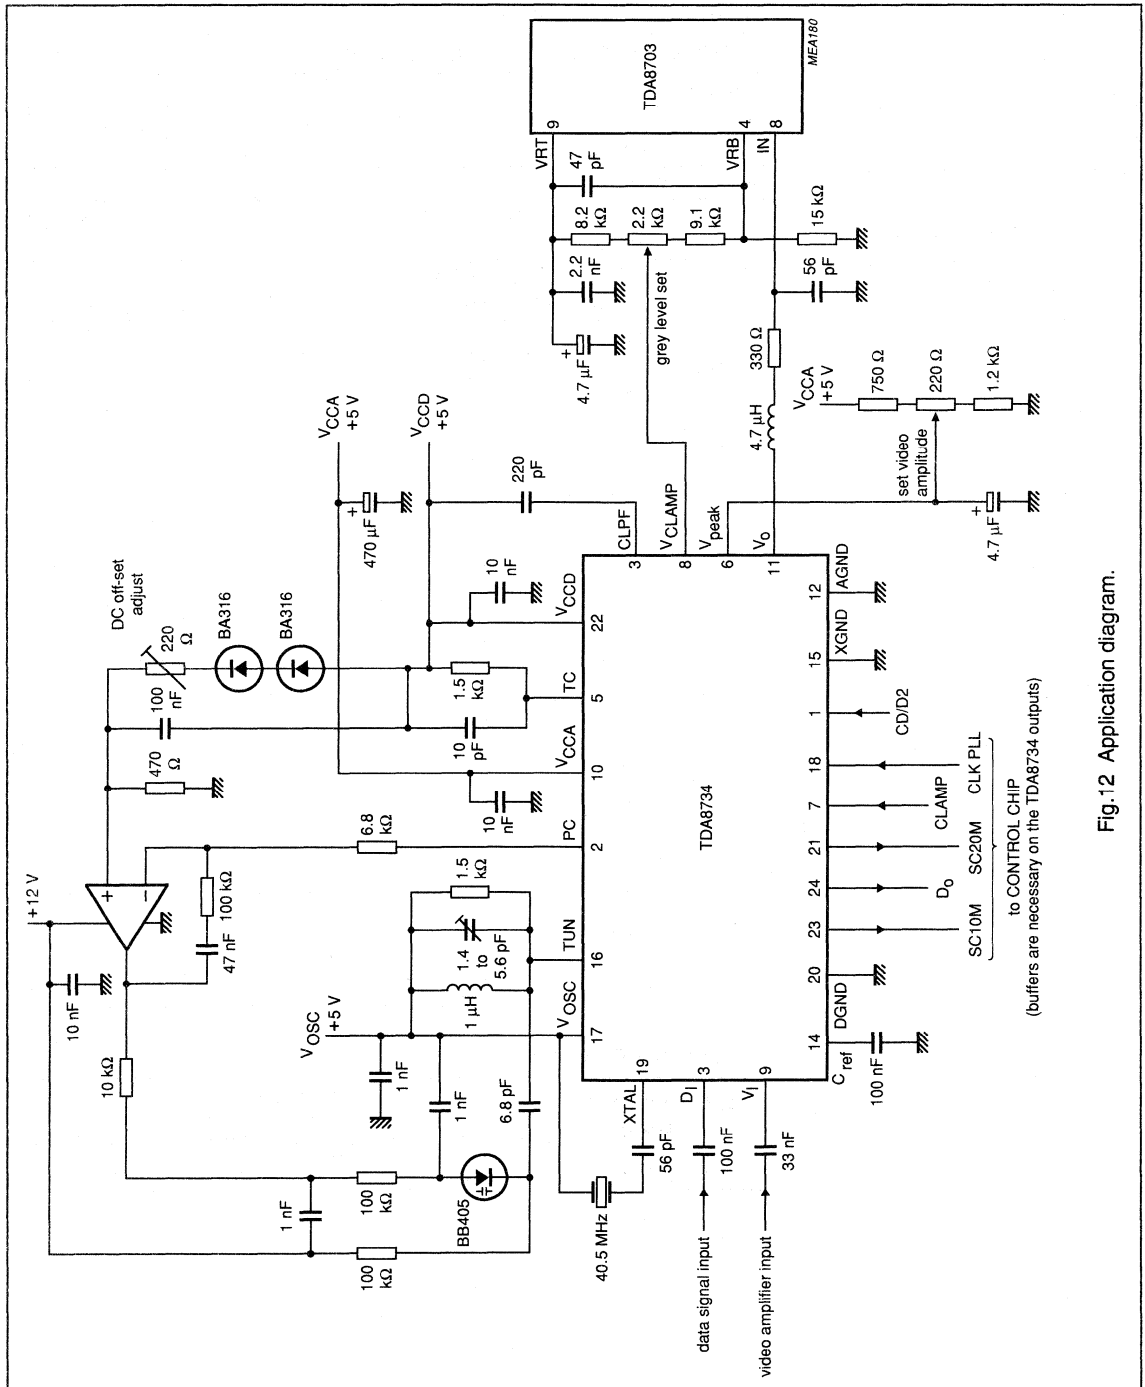 TDA8703
MEA180
VRT
9
VRB
4
IN
8
47
pF
8.2
kΩ
2.2
kΩ
9.1
kΩ
15 kΩ
2.2
nF
56
pF
+
4.7 µF
grey level set
330 Ω
4.7 µH
VCCA
+5 V
750 Ω
220 Ω
1.2 kΩ
set video
amplitude
+
4.7 µF
VCCA
+5 V
VCCD
+5 V
+
470 µF
220
pF
DC off-set
adjust
220
Ω
BA316
BA316
100
nF
470
Ω
10
nF
1.5
kΩ
10
pF
10
nF
+12 V
+
−
6.8
kΩ
100 kΩ
47 nF
10 nF
10 kΩ
1.5
kΩ
1.4
to
5.6 pF
1 µH
VOSC
+5 V
1 nF
1 nF
6.8 pF
BB405
100
kΩ
1 nF
100
kΩ
40.5 MHz
56 pF
100 nF
33 nF
data signal input
video amplifier input
TDA8734
CLPF
3
VCLAMP
8
Vpeak
6
VO
11
VCCD
22
TC
5
VCCA
10
PC
2
TUN
16
VOSC
17
XTAL
19
DI
3
VI
9
12
AGND
15
XGND
1
CD/D2
18
CLK PLL
7
CLAMP
21
SC20M
24
DO
23
SC10M
20
DGND
14
Cref
100 nF
to CONTROL CHIP
(buffers are necessary on the TDA8734 outputs)
Fig.12 Application diagram.